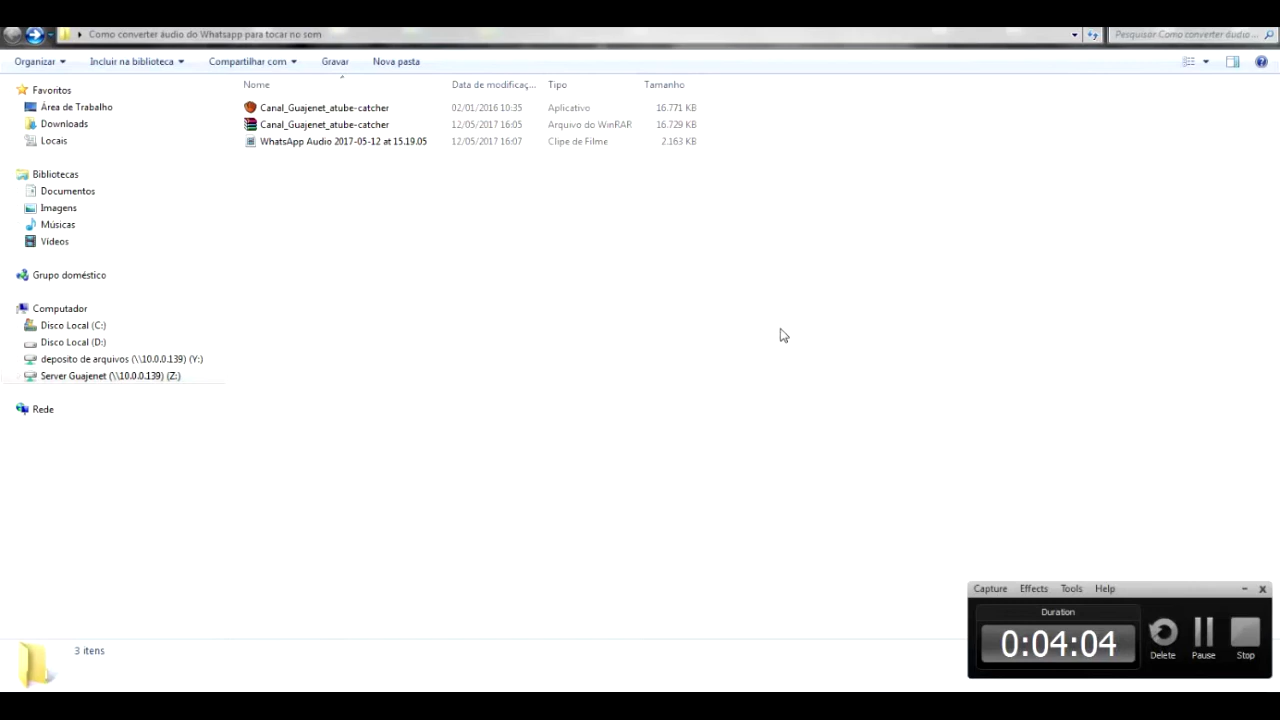 Como converter áudio do Whatsapp para tocar no som
Pesquisar Como converter áudio ...
Organizar
Incluir na biblioteca
Compartilhar com
Gravar
Nova pasta
Nome
Data de modificaç...
Tipo
Tamanho
Canal_Guajenet_atube-catcher 02/01/2016 10:35 Aplicativo 16.771 KB
Canal_Guajenet_atube-catcher 12/05/2017 16:05 Arquivo do WinRAR 16.729 KB
WhatsApp Audio 2017-05-12 at 15.19.05 12/05/2017 16:07 Clipe de Filme 2.163 KB
Favoritos
Área de Trabalho
Downloads
Locais
Bibliotecas
Documentos
Imagens
Músicas
Vídeos
Grupo doméstico
Computador
Disco Local (C:)
Disco Local (D:)
deposito de arquivos (\\10.0.0.139) (Y:)
Server Guajenet (\\10.0.0.139) (Z:)
Rede
3 itens
Capture Effects Tools Help
Duration
0:04:04
Delete
Pause
Stop